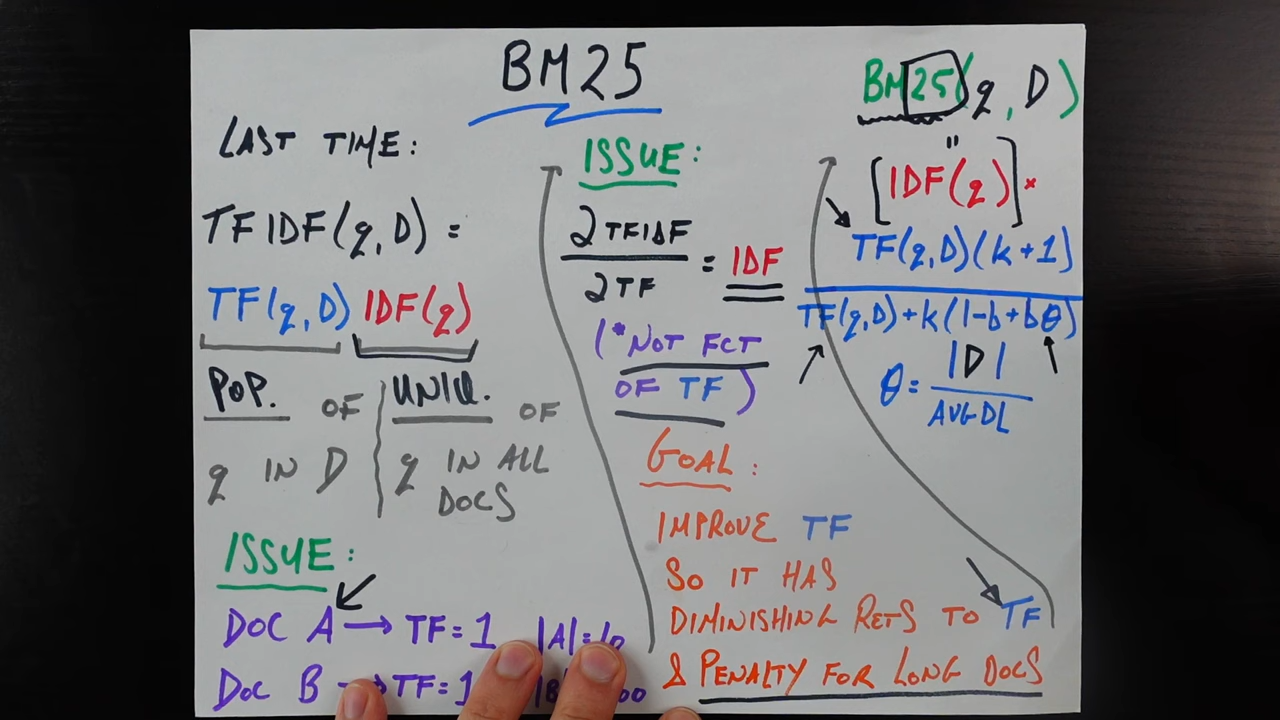 BM25
LAST TIME:
TFIDF(q,D) =
TF(q,D) IDF(q)
POP. OF
q IN D
UNIQ. OF
q IN ALL
DOCS
ISSUE:
DOC A → TF=1 |A|=10
DOC B → TF=1
ISSUE:
∂TFIDF
∂TF
= IDF
(*NOT FCT
OF TF)
GOAL:
IMPROVE TF
SO IT HAS
DIMINISHING RETS TO TF
& PENALTY FOR LONG DOCS
BM25(q, D)
"
[IDF(q)] ×
TF(q,D)(k+1)
TF(q,D)+k(1-b+bθ)
θ = |D|
AVGDL